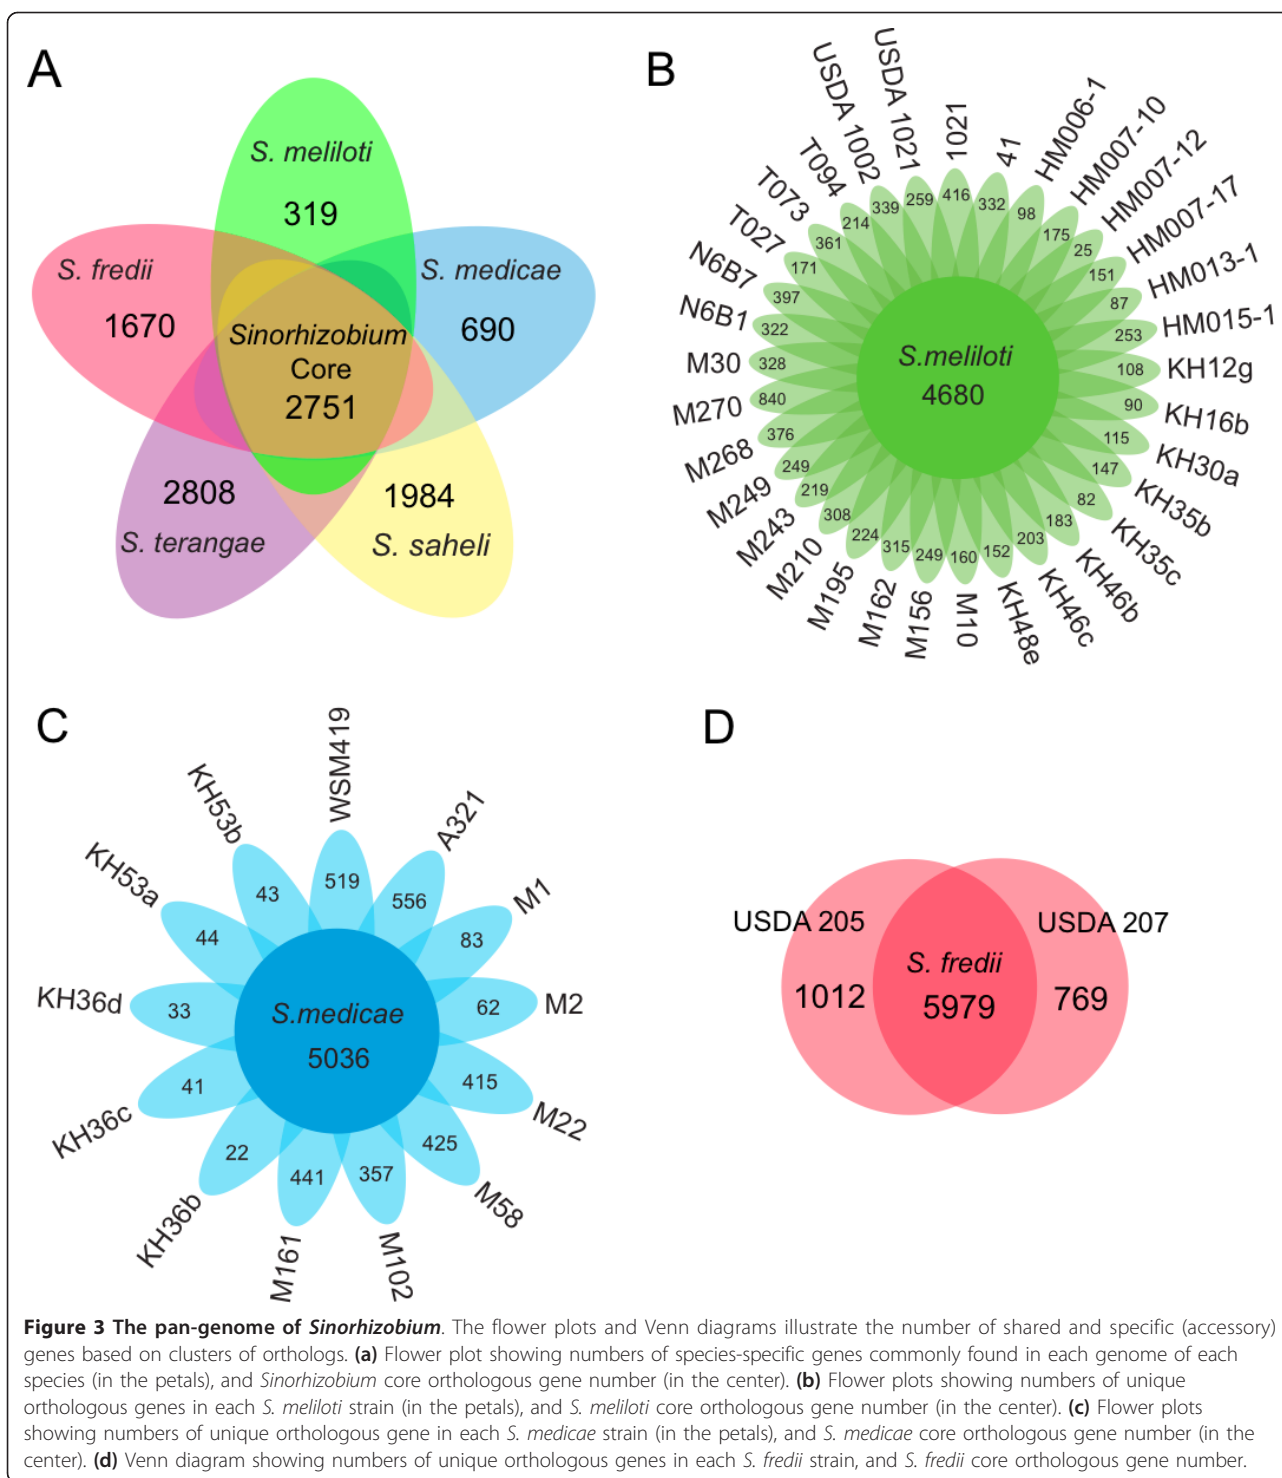 A
S. meliloti
319
S. fredii
1670
S. medicae
690
Sinorhizobium
Core
2751
2808
S. terangae
1984
S. saheli
B
1021
416
41
332
HM006-1
98
HM007-10
175
HM007-12
25
HM007-17
151
HM013-1
87
HM015-1
253
KH12g
108
KH16b
90
KH30a
115
KH35b
147
KH35c
82
KH46b
183
KH46c
203
KH48e
152
M10
160
M156
249
M162
315
M195
224
M210
308
M243
219
M249
249
M268
376
M270
840
M30
328
N6B1
322
N6B7
397
T027
171
T073
361
T094
214
USDA 1002
339
USDA 1021
259
S.meliloti
4680
C
WSM419
519
A321
556
M1
83
M2
62
M22
415
M58
425
M102
357
M161
441
KH36b
22
KH36c
41
KH36d
33
KH53a
44
KH53b
43
S.medicae
5036
D
USDA 205
1012
S. fredii
5979
USDA 207
769
Figure 3 The pan-genome of Sinorhizobium. The flower plots and Venn diagrams illustrate the number of shared and specific (accessory)
genes based on clusters of orthologs. (a) Flower plot showing numbers of species-specific genes commonly found in each genome of each
species (in the petals), and Sinorhizobium core orthologous gene number (in the center). (b) Flower plots showing numbers of unique
orthologous genes in each S. meliloti strain (in the petals), and S. meliloti core orthologous gene number (in the center). (c) Flower plots
showing numbers of unique orthologous gene in each S. medicae strain (in the petals), and S. medicae core orthologous gene number (in the
center). (d) Venn diagram showing numbers of unique orthologous genes in each S. fredii strain, and S. fredii core orthologous gene number.